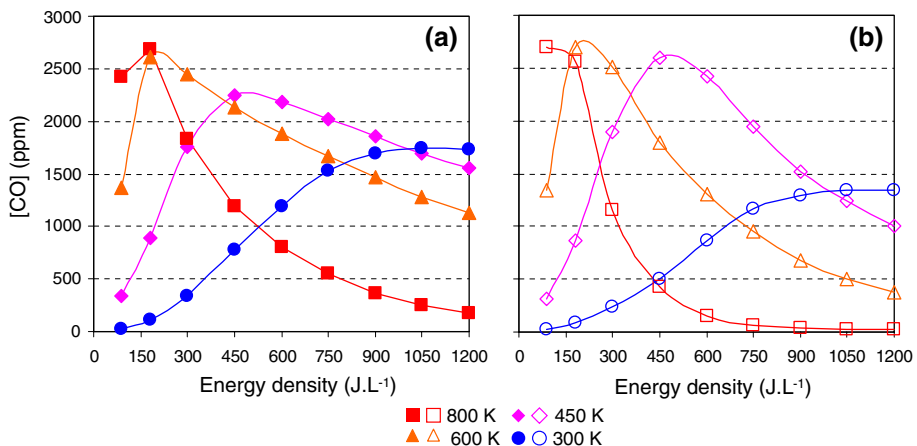 (a) (b)
3000
2500
2000
1500
1000
500
0
[CO] (ppm)
0 150 300 450 600 750 900 1050 1200 0 150 300 450 600 750 900 1050 1200
Energy density (J.L⁻¹) Energy density (J.L⁻¹)
800 K 450 K
600 K 300 K